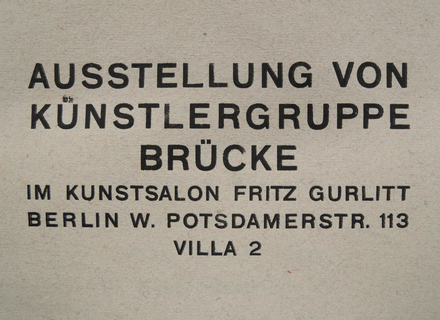 AUSSTELLUNG VON
KÜNSTLERGRUPPE
BRÜCKE
IM KUNSTSALON FRITZ GURLITT
BERLIN W. POTSDAMERSTR. 113
VILLA 2